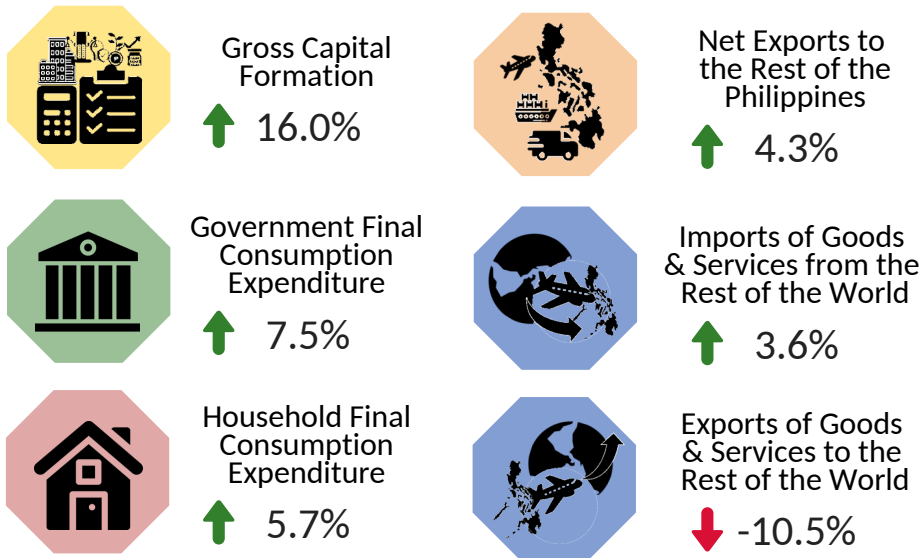 Gross Capital
Formation
16.0%
Government Final
Consumption
Expenditure
7.5%
Household Final
Consumption
Expenditure
5.7%
Net Exports to
the Rest of the
Philippines
4.3%
Imports of Goods
& Services from the
Rest of the World
3.6%
Exports of Goods
& Services to the
Rest of the World
-10.5%